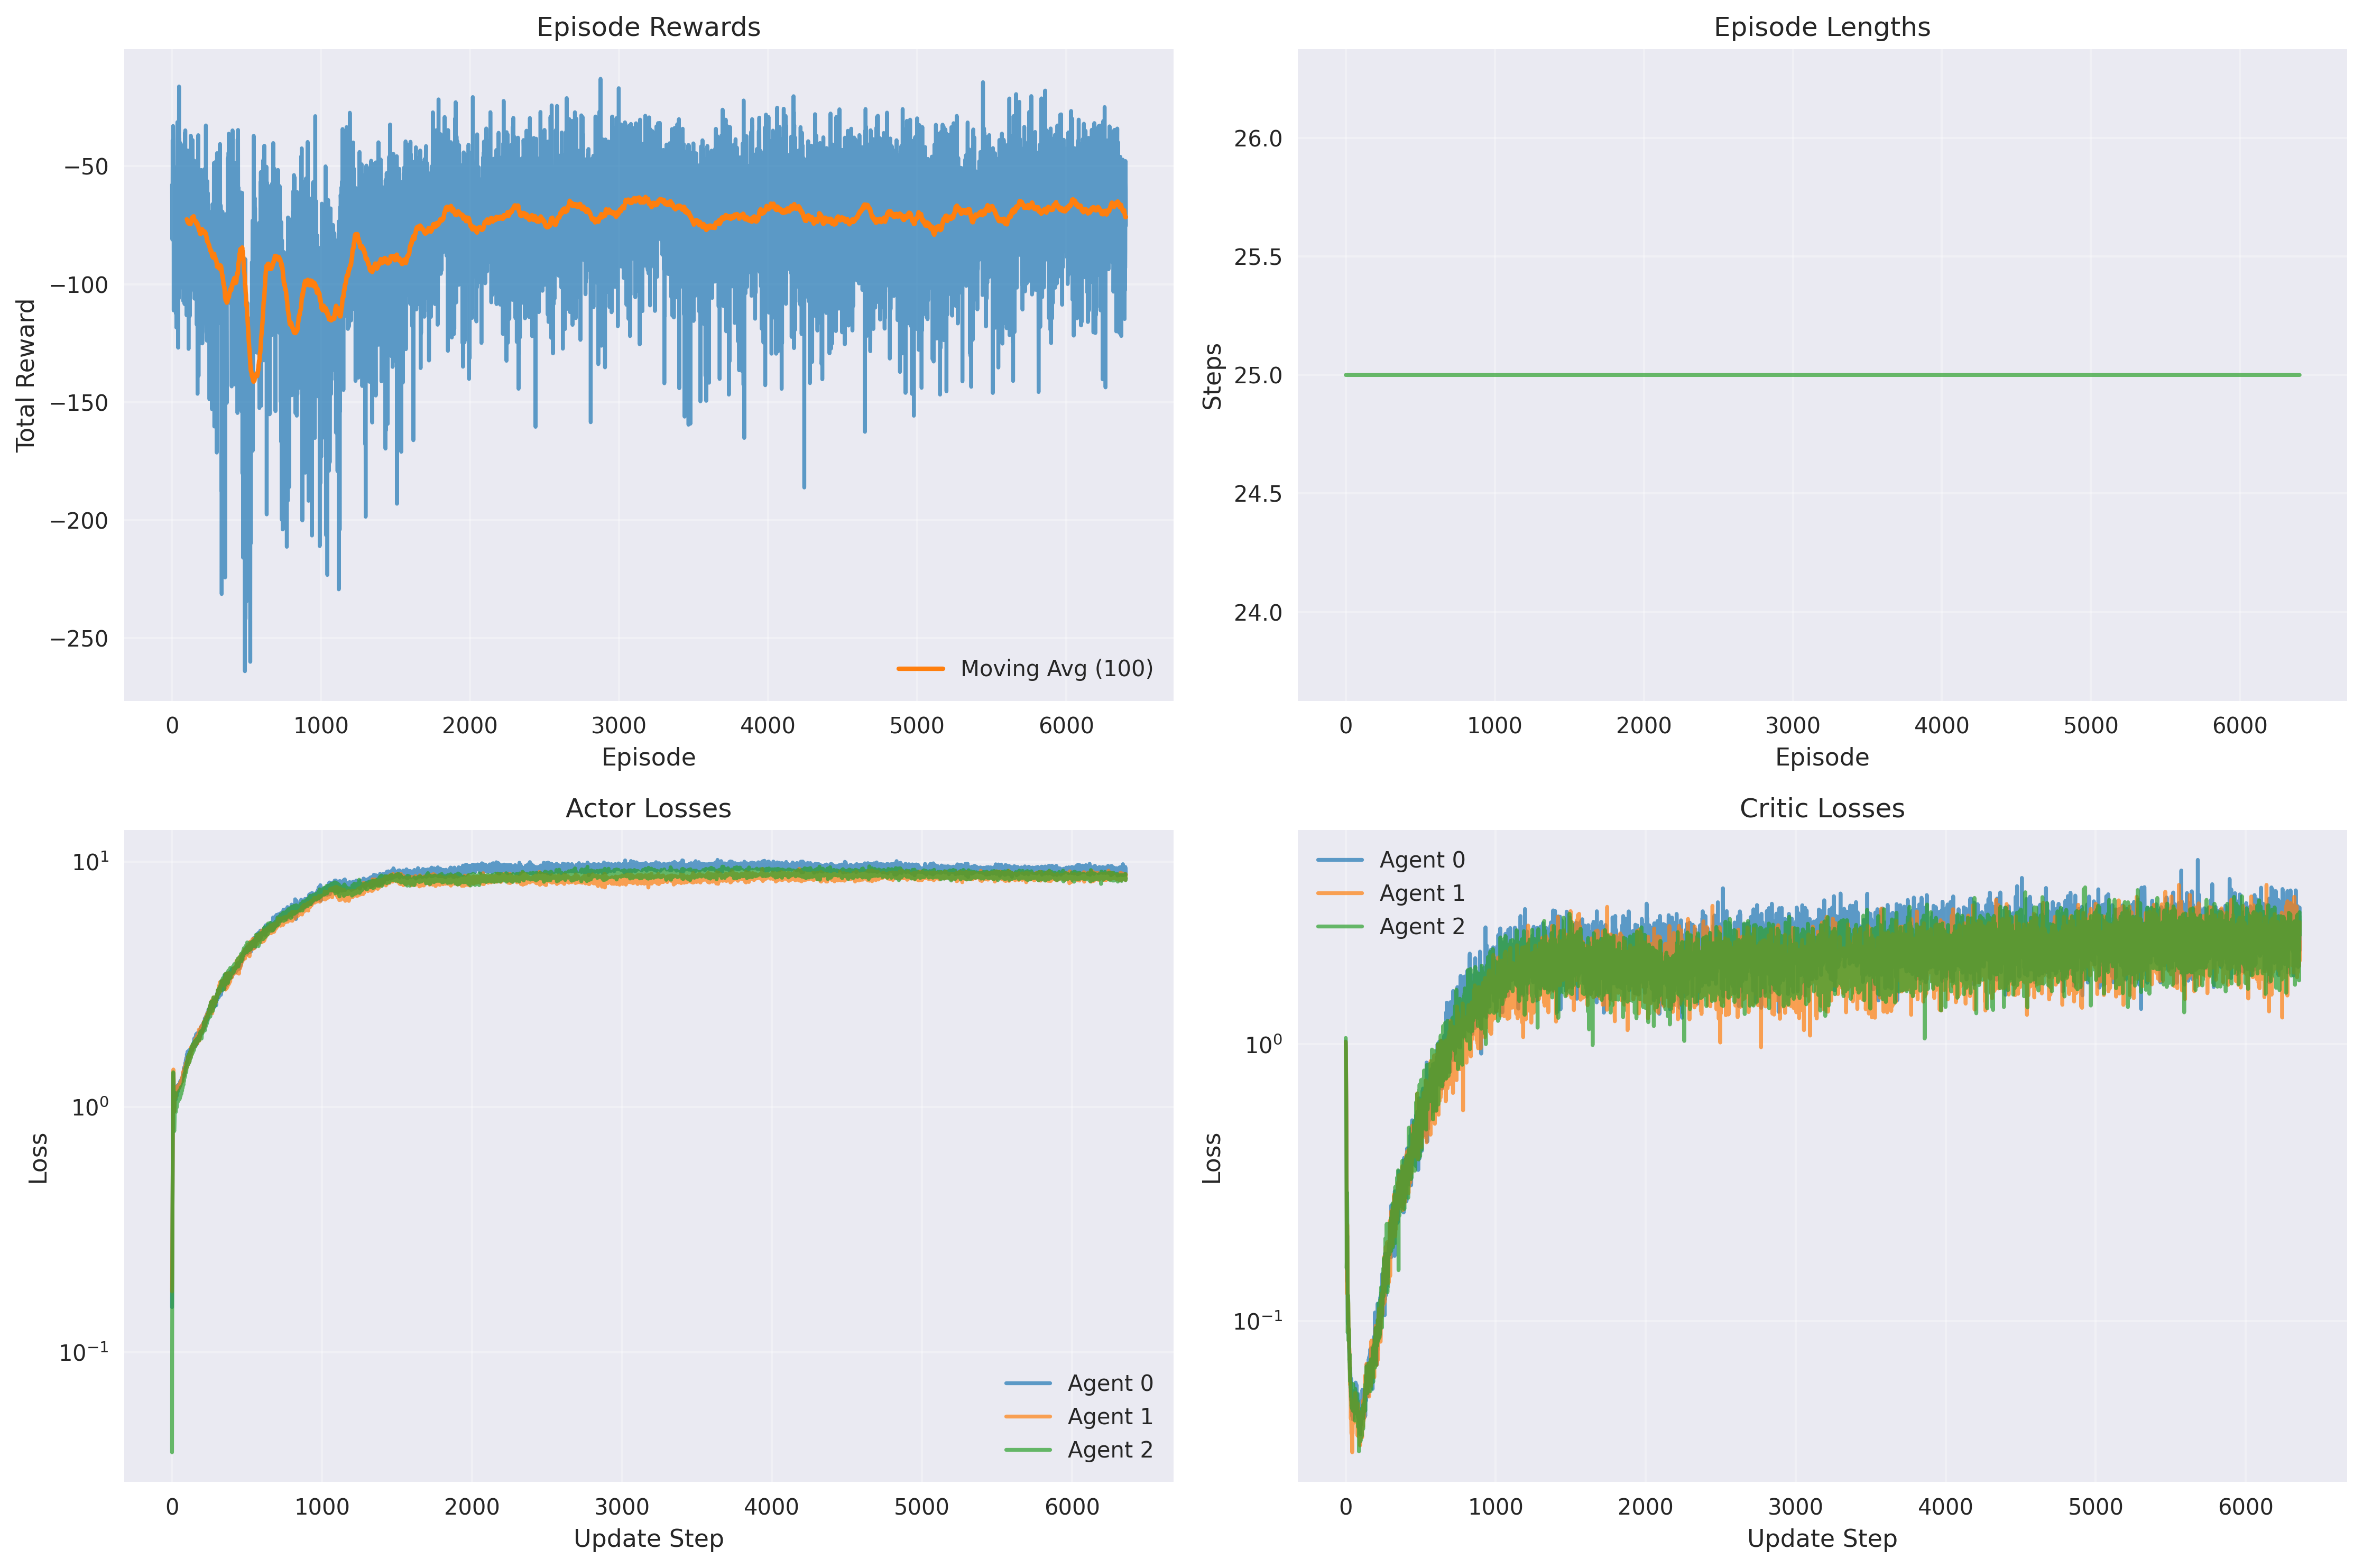 Episode Rewards
Total Reward
−50
−100
−150
−200
−250
Moving Avg (100)
0 1000 2000 3000 4000 5000 6000
Episode
Episode Lengths
Steps
26.0
25.5
25.0
24.5
24.0
0 1000 2000 3000 4000 5000 6000
Episode
Actor Losses
Loss
10¹
10⁰
10⁻¹
Agent 0
Agent 1
Agent 2
0 1000 2000 3000 4000 5000 6000
Update Step
Critic Losses
Loss
Agent 0
Agent 1
Agent 2
10⁰
10⁻¹
0 1000 2000 3000 4000 5000 6000
Update Step